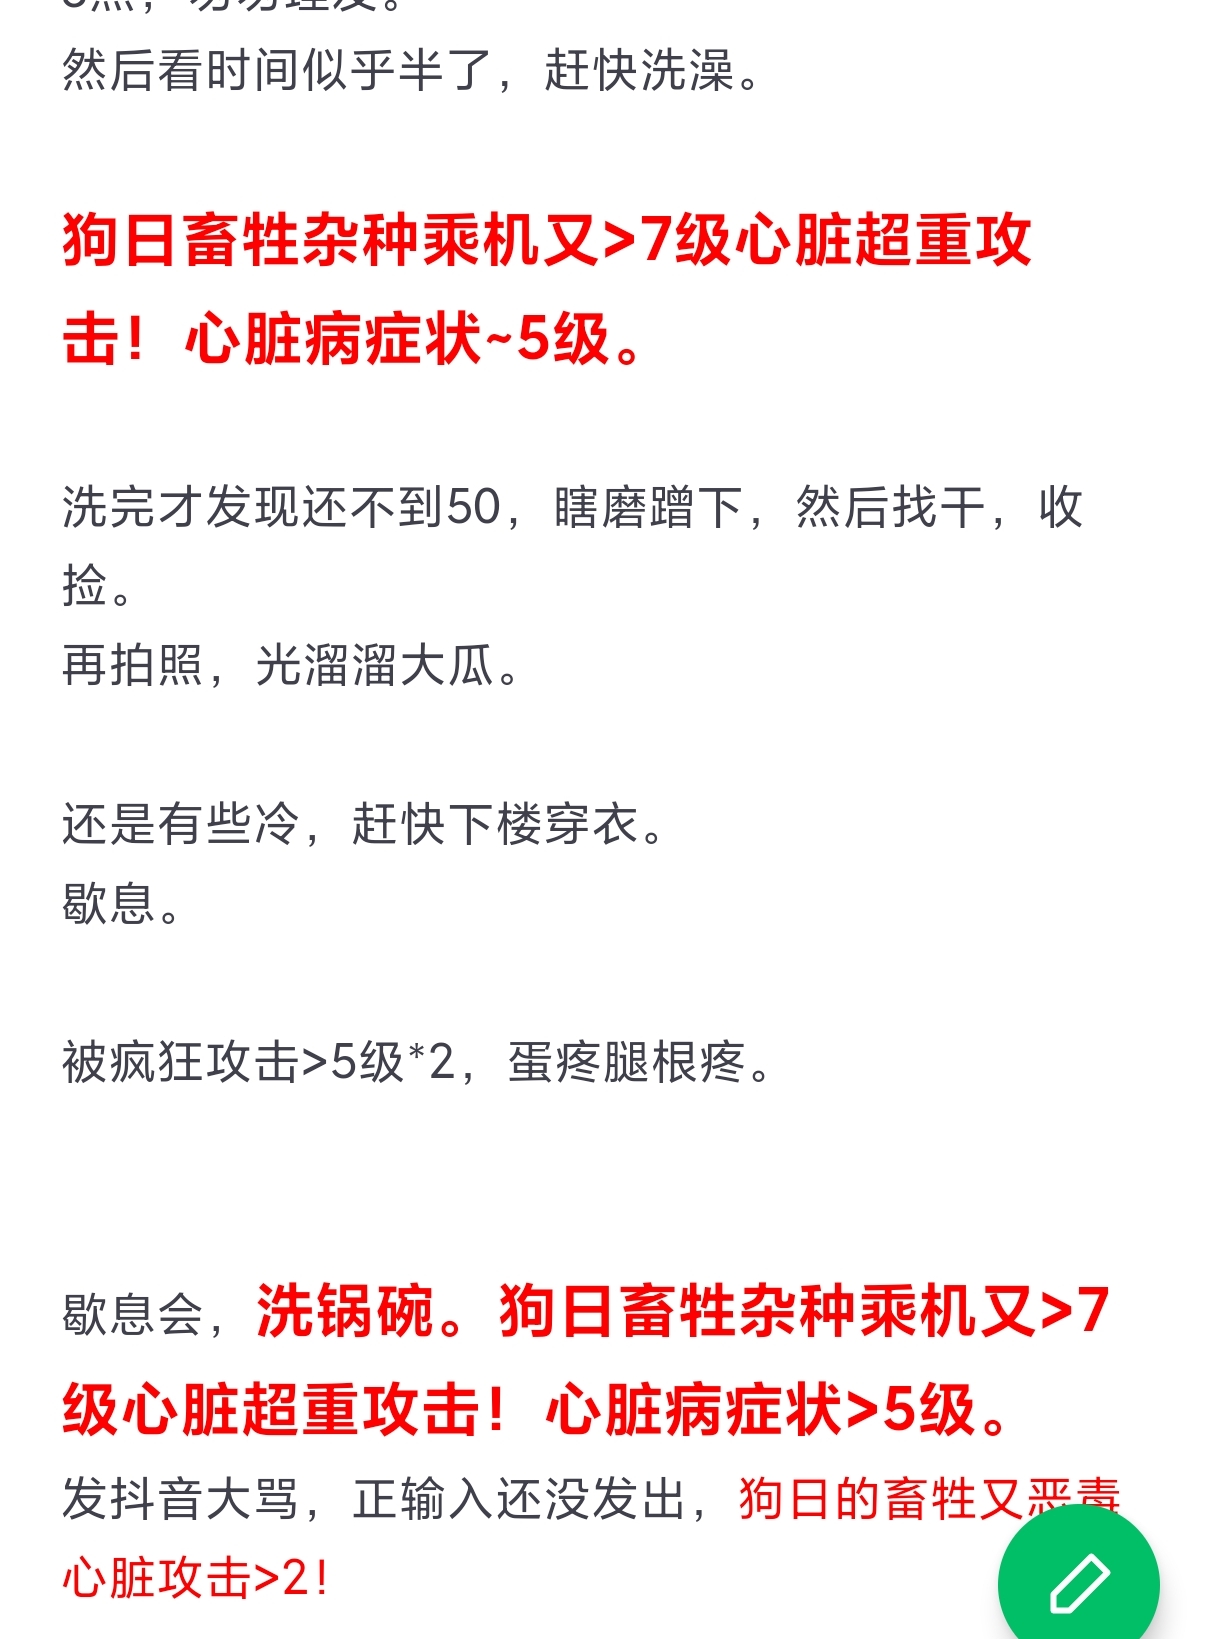 然后看时间似乎半了，赶快洗澡。
狗日畜牲杂种乘机又>7级心脏超重攻
击！心脏病症状~5级。
洗完才发现还不到50，瞎磨蹭下，然后找干，收
捡。
再拍照，光溜溜大瓜。
还是有些冷，赶快下楼穿衣。
歇息。
被疯狂攻击>5级*2，蛋疼腿根疼。
歇息会，洗锅碗。狗日畜牲杂种乘机又>7
级心脏超重攻击！心脏病症状>5级。
发抖音大骂，正输入还没发出，狗日的畜牲又恶毒
心脏攻击>2！